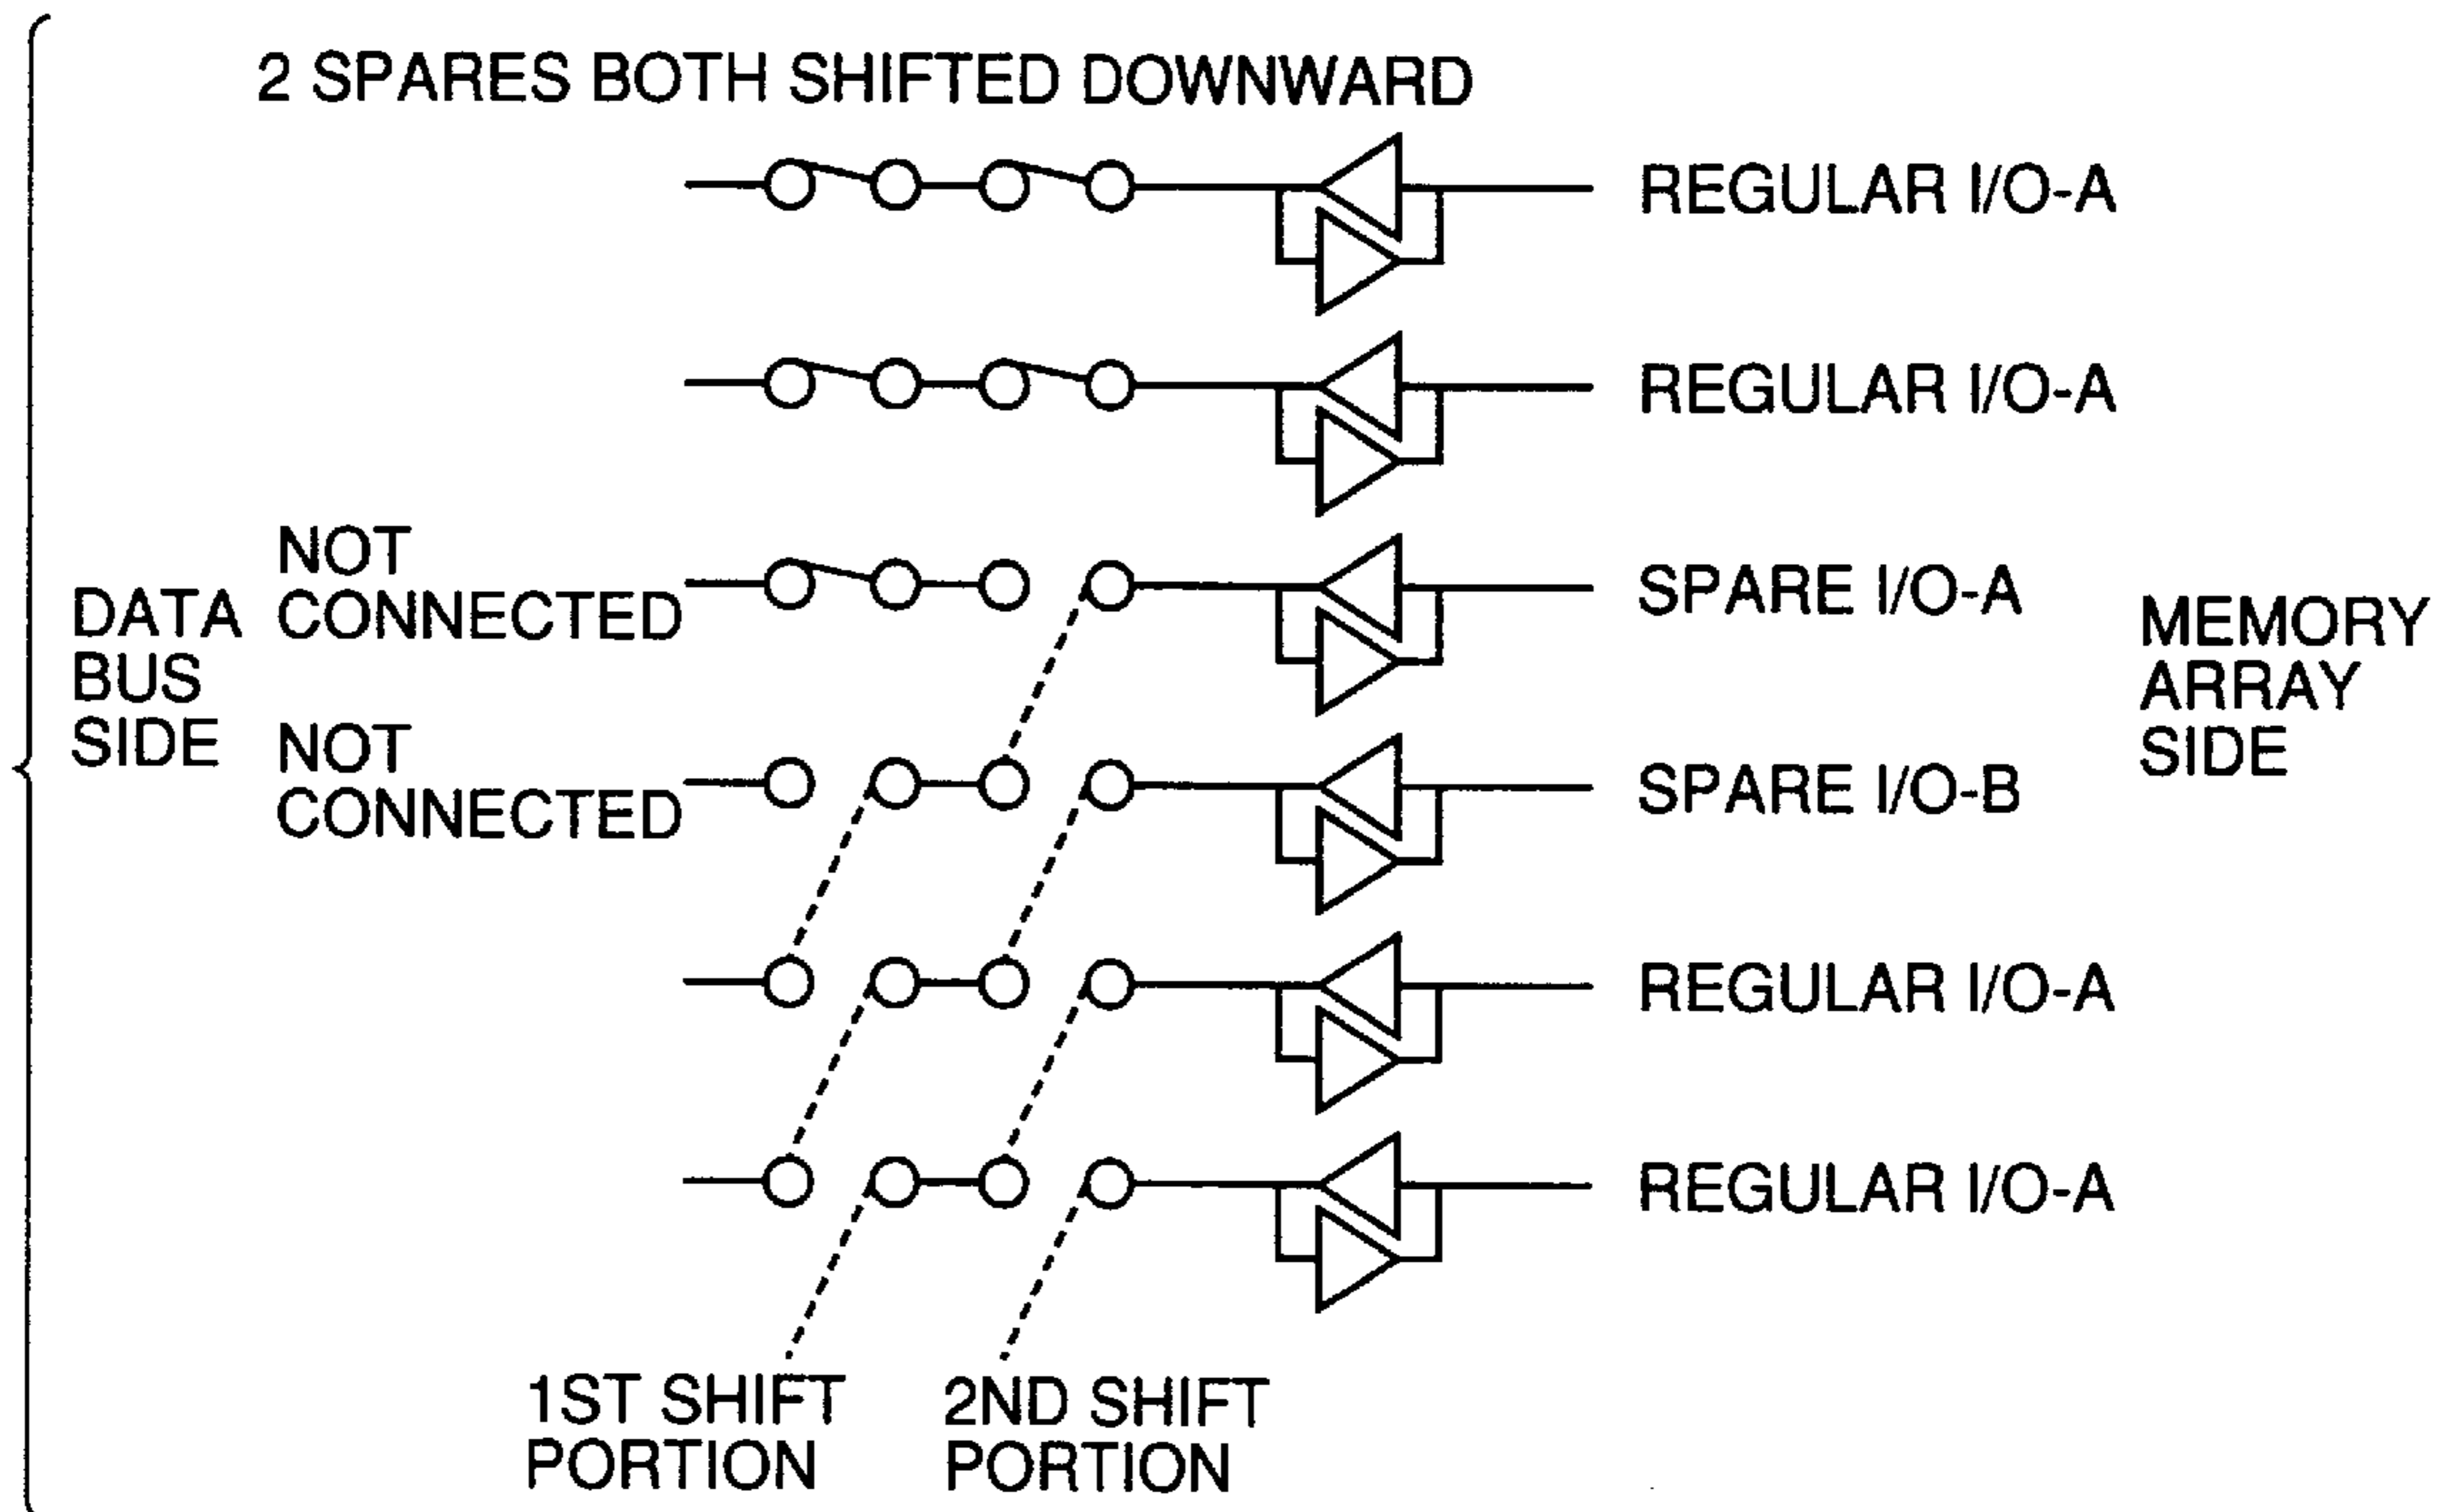 2 SPARES BOTH SHIFTED DOWNWARD
REGULAR I/O-A
REGULAR I/O-A
NOT
CONNECTED
SPARE I/O-A
DATA
BUS
SIDE
MEMORY
ARRAY
SIDE
NOT
CONNECTED
SPARE I/O-B
REGULAR I/O-A
REGULAR I/O-A
1ST SHIFT
PORTION
2ND SHIFT
PORTION